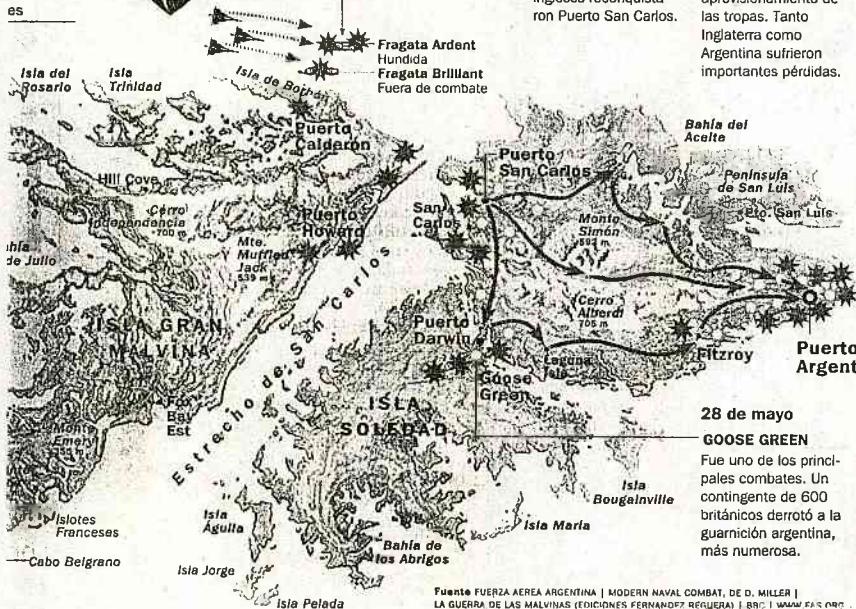 es
ron Puerto San Carlos.
aprovisionamiento de
las tropas. Tanto
Inglaterra como
Argentina sufrieron
importantes pérdidas.
Fragata Ardent
Hundida
Fragata Brilliant
Fuera de combate
Isla del
Rosario
Isla
Trinidad
Isla de Borbón
Puerto
Calderón
Hill Cove
Cerro
Independencia
700 m
Puerto
Howard
Mte.
Muffled
Jack
539 m
de Julio
ISLA GRAN
MALVINA
Fox
Bay
Est
Monte
Emery
Islotes
Franceses
Cabo Belgrano
Estrecho de San Carlos
Bahía del
Aceite
Puerto
San Carlos
Península
de San Luis
Pto. San Luis
San
Carlos
Monte
Simón
Cerro
Alberdi
705 m
Puerto
Darwin
Laguna
Isla
Fitzroy
Puerto
Argent
Goose
Green
ISLA
SOLEDAD
28 de mayo
GOOSE GREEN
Fue uno de los princi-
pales combates. Un
contingente de 600
británicos derrotó a la
guarnición argentina,
más numerosa.
Isla
Bougainville
Isla María
Isla
Águila
Bahía de
los Abrigos
Isla Jorge
Isla Pelada
Fuente FUERZA AEREA ARGENTINA | MODERN NAVAL COMBAT, DE D. MILLER |
LA GUERRA DE LAS MALVINAS (EDICIONES FERNANDEZ REGUERA) | BBC | WWW.FAS.ORG